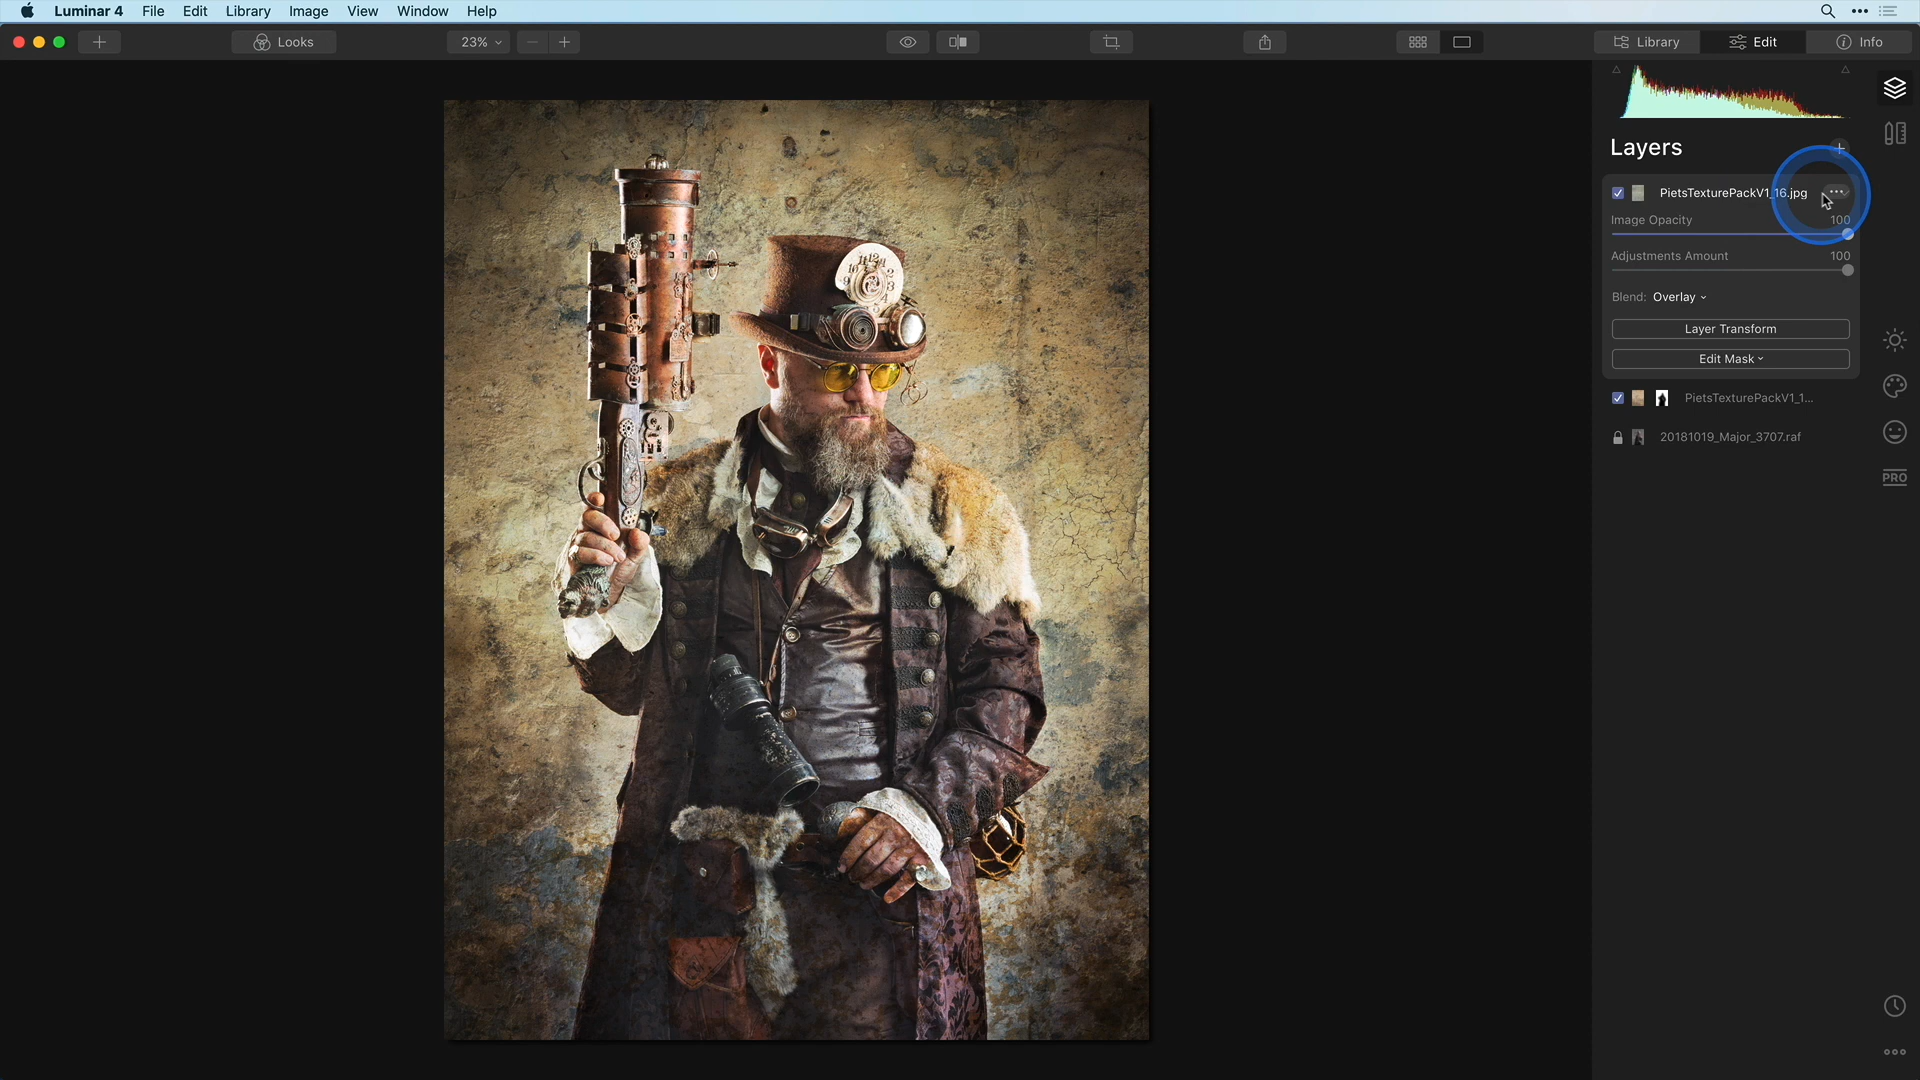 Luminar 4 File Edit Library Image View Window Help
Looks 23% Library Edit Info
Layers
PietsTexturePackV1_16.jpg
Image Opacity 100
Adjustments Amount 100
Blend: Overlay
Layer Transform
Edit Mask
PietsTexturePackV1_1...
20181019_Major_3707.raf
PRO